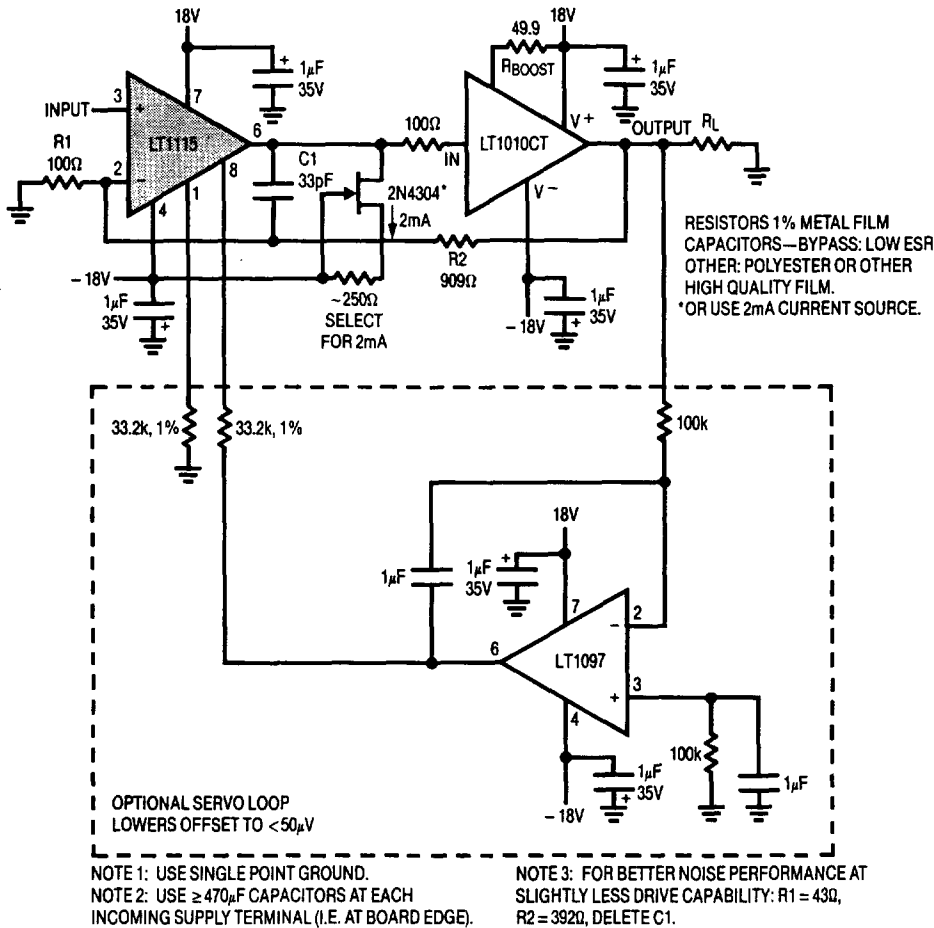 18V
1µF
35V
49.9
RBOOST
18V
1µF
35V
INPUT
3
+
7
LT1115
6
R1
100Ω
2
−
8
1
4
C1
33pF
100Ω
IN
LT1010CT
V+
V−
OUTPUT
RL
2N4304*
2mA
R2
909Ω
−18V
1µF
35V
~250Ω
SELECT
FOR 2mA
−18V
1µF
35V
RESISTORS 1% METAL FILM
CAPACITORS—BYPASS: LOW ESR
OTHER: POLYESTER OR OTHER
HIGH QUALITY FILM.
*OR USE 2mA CURRENT SOURCE.
33.2k, 1%
33.2k, 1%
100k
18V
1µF
1µF
35V
7
2
−
6
LT1097
3
+
4
100k
1µF
1µF
35V
−18V
OPTIONAL SERVO LOOP
LOWERS OFFSET TO <50µV
NOTE 1: USE SINGLE POINT GROUND.
NOTE 2: USE ≥470µF CAPACITORS AT EACH
INCOMING SUPPLY TERMINAL (I.E. AT BOARD EDGE).
NOTE 3: FOR BETTER NOISE PERFORMANCE AT
SLIGHTLY LESS DRIVE CAPABILITY: R1 = 43Ω,
R2 = 392Ω, DELETE C1.